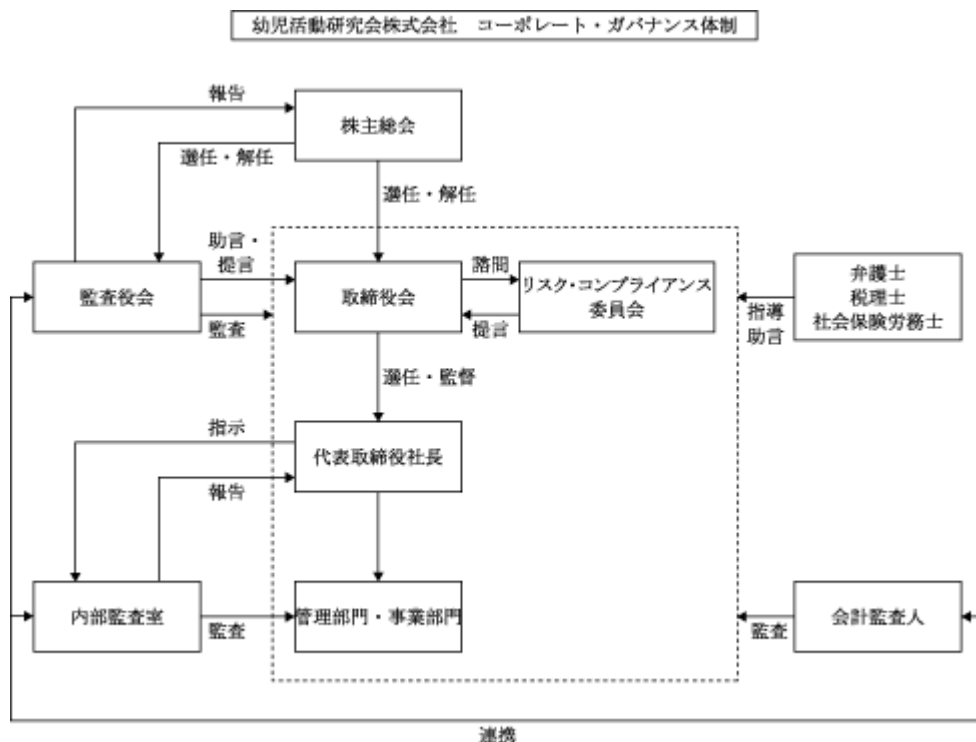 幼児活動研究会株式会社　コーポレート・ガバナンス体制
報告
株主総会
選任・解任
選任・解任
助言・
提言
監査役会
監査
取締役会
諮問
提言
リスク・コンプライアンス
委員会
指導
助言
弁護士
税理士
社会保険労務士
選任・監督
指示
代表取締役社長
報告
内部監査室
監査
管理部門・事業部門
監査
会計監査人
連携